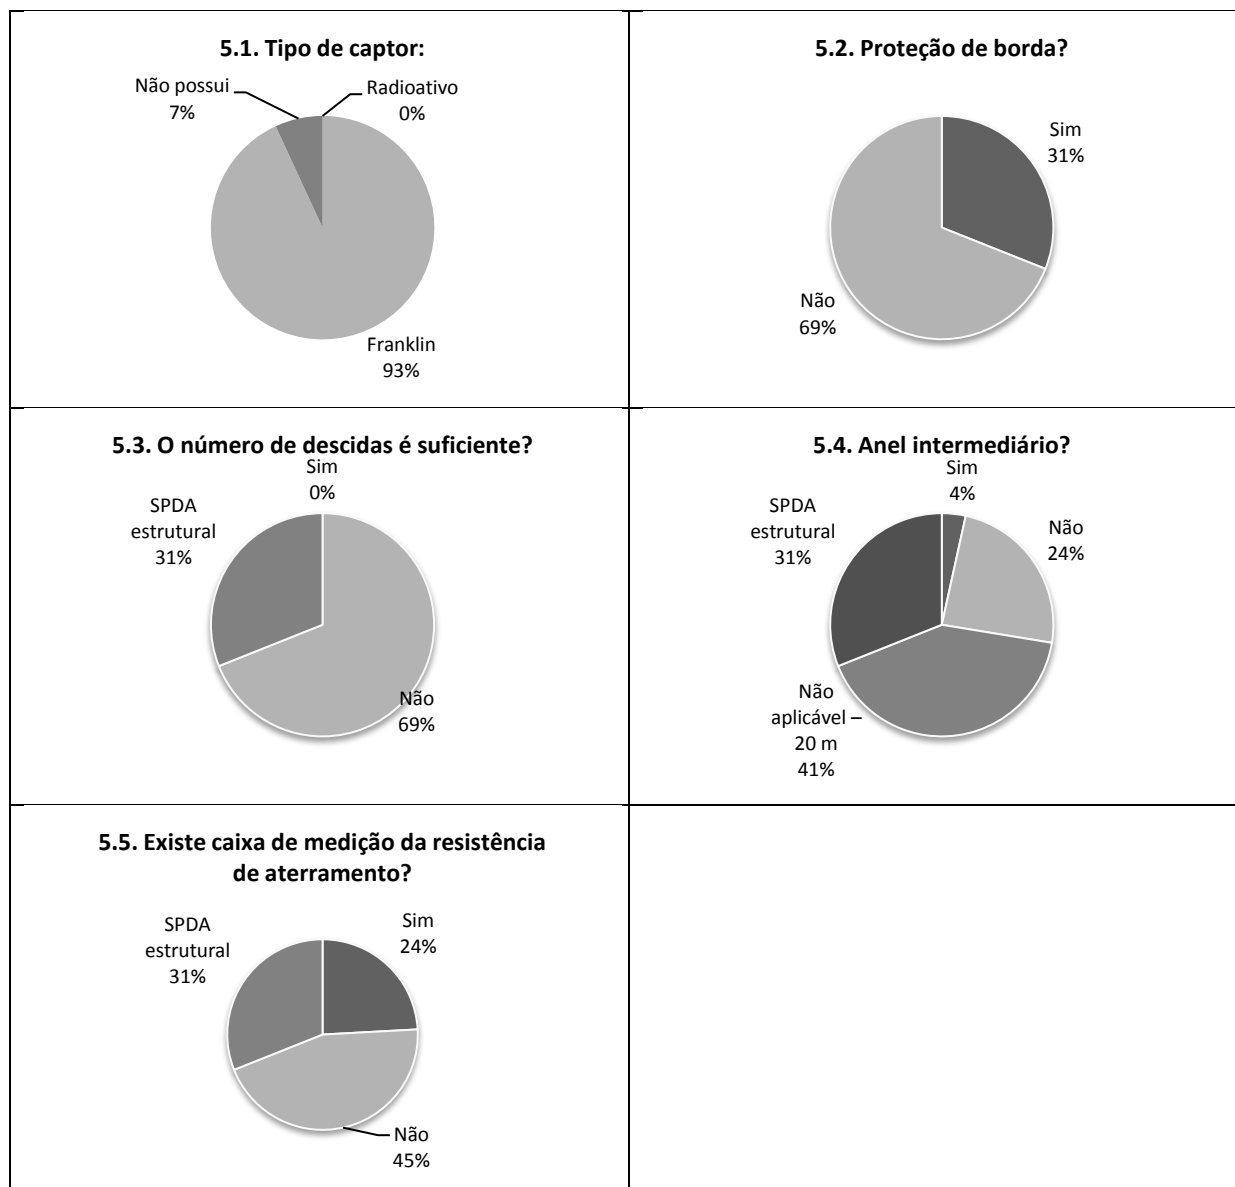 5.1. Tipo de captor:
Não possui
7%
Radioativo
0%
Franklin
93%
5.2. Proteção de borda?
Sim
31%
Não
69%
5.3. O número de descidas é suficiente?
Sim
0%
SPDA
estrutural
31%
Não
69%
5.4. Anel intermediário?
Sim
4%
SPDA
estrutural
31%
Não
24%
Não
aplicável –
20 m
41%
5.5. Existe caixa de medição da resistência
de aterramento?
SPDA
estrutural
31%
Sim
24%
Não
45%